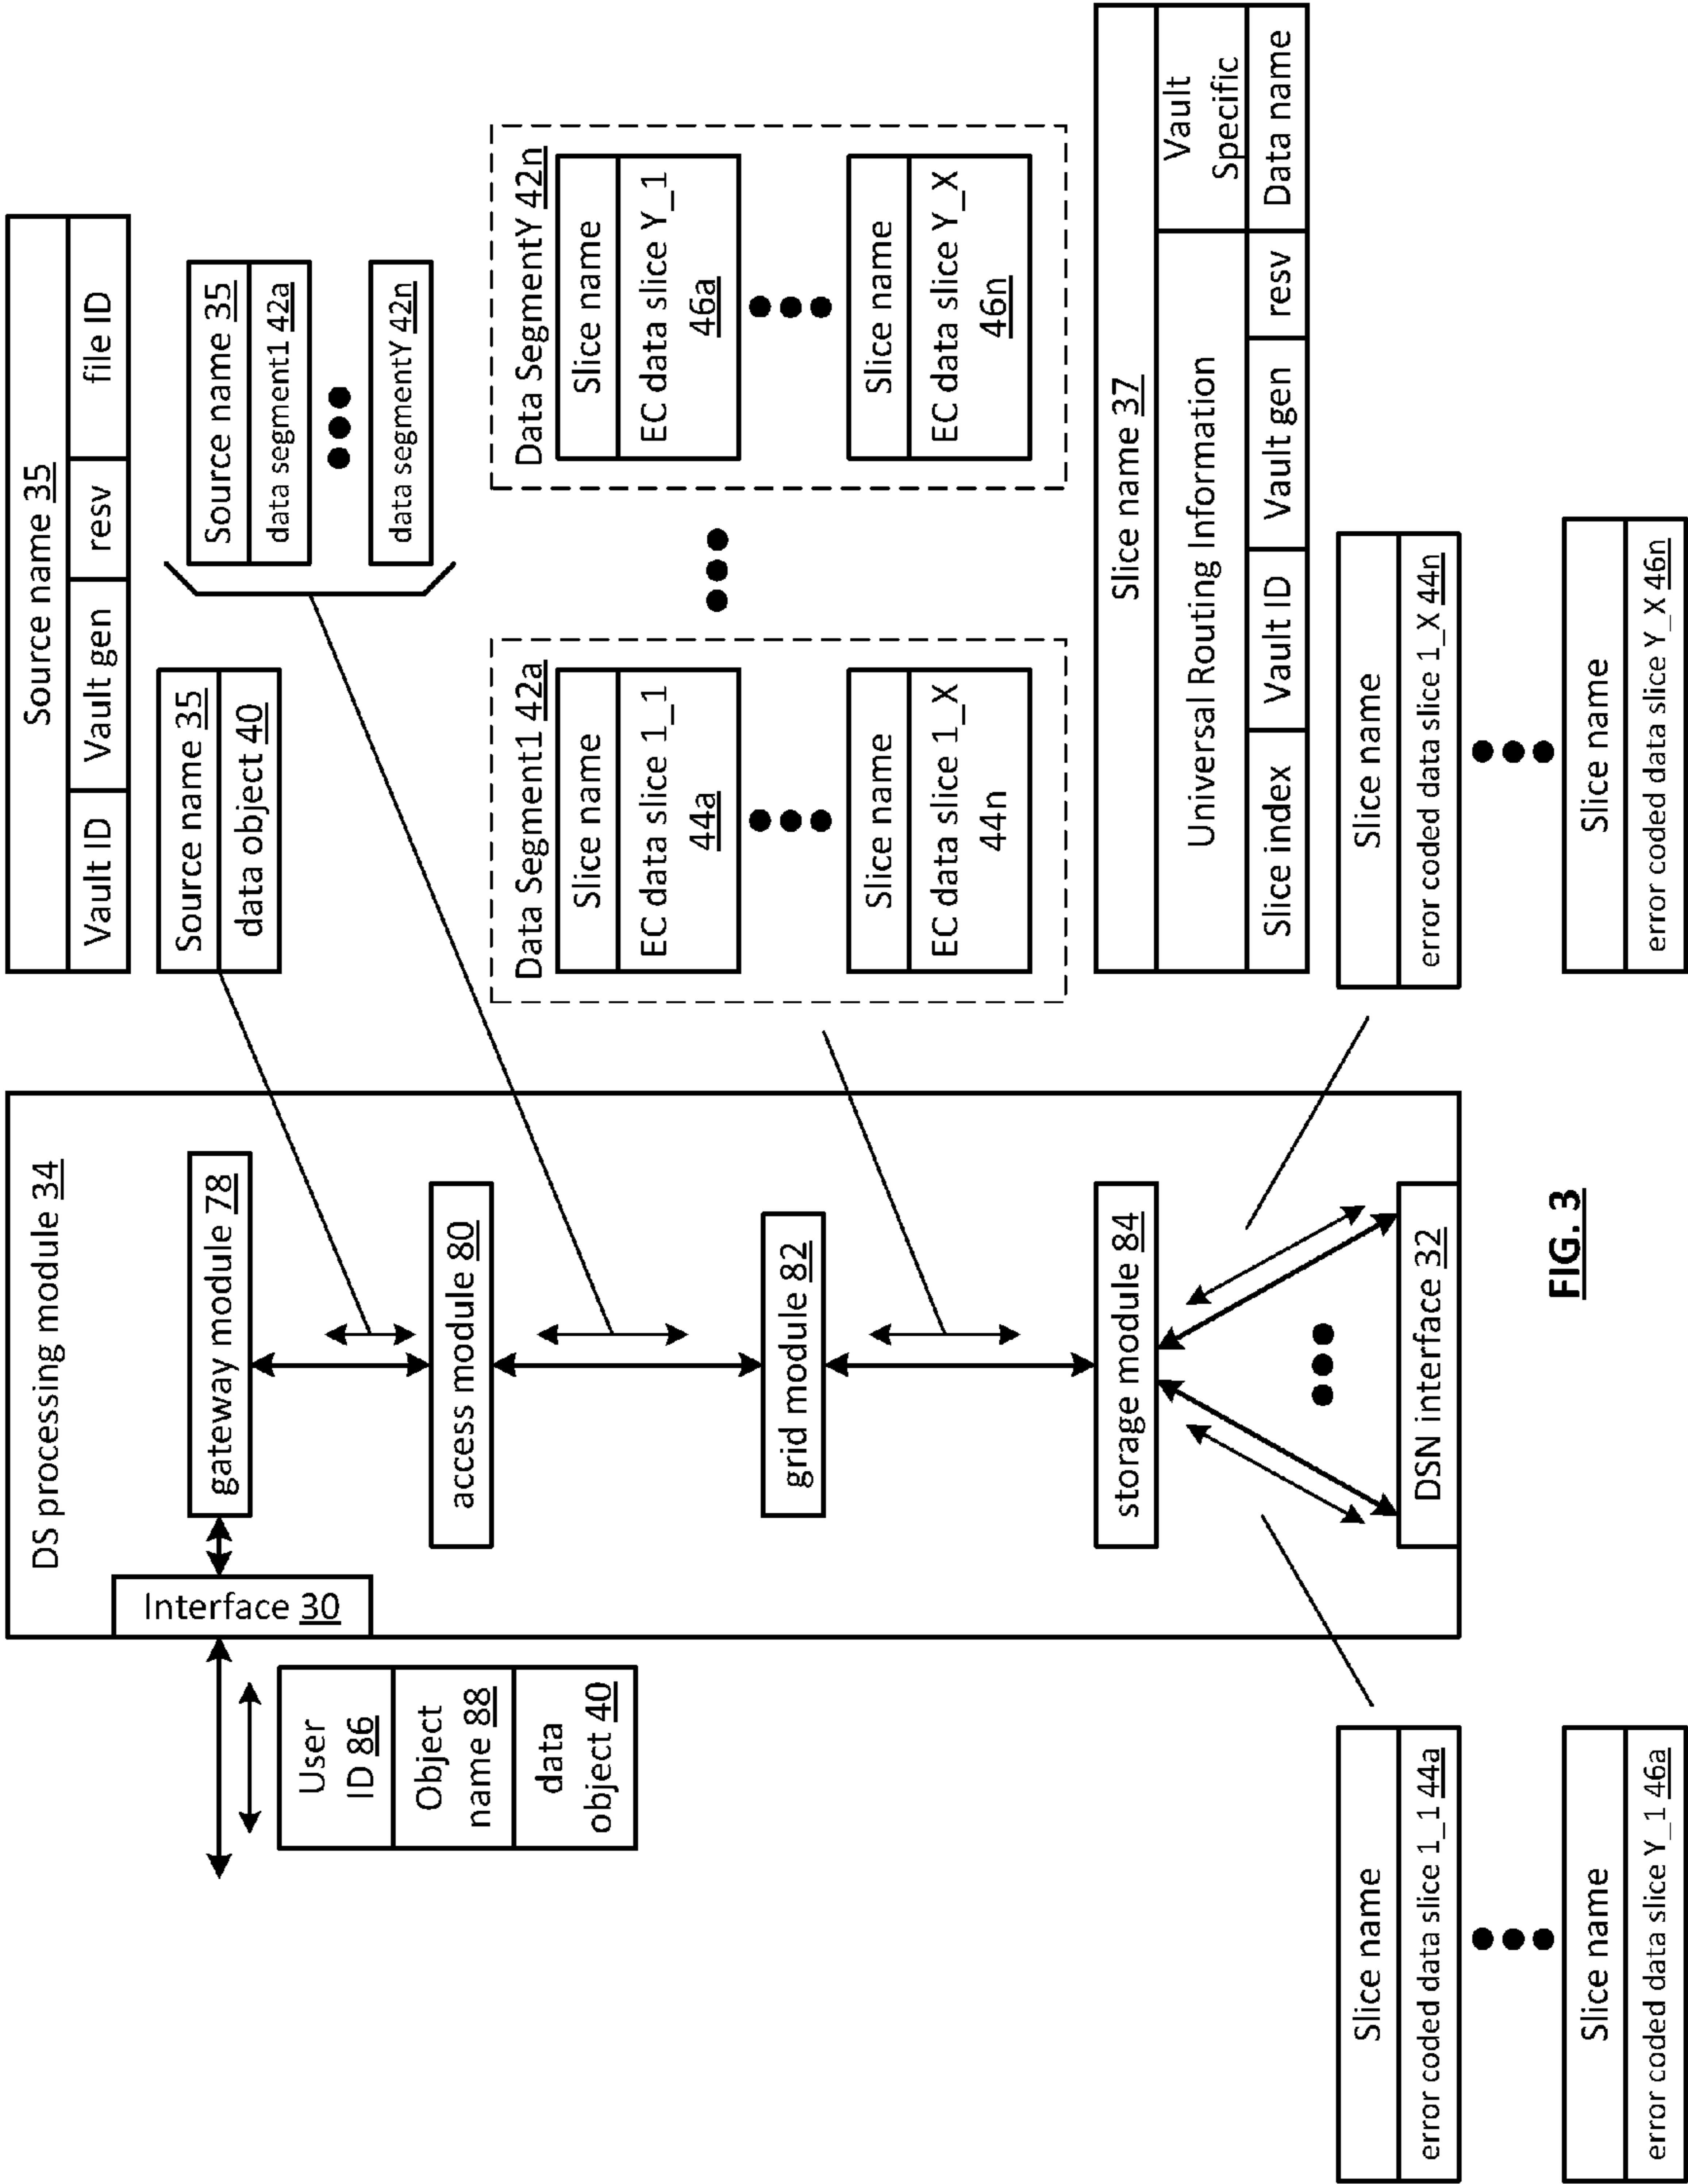 DS processing module 34
Interface 30
gateway module 78
access module 80
grid module 82
storage module 84
DSN interface 32
User
ID 86
Object
name 88
data
object 40
Source name 35
Vault ID
Vault gen
resv
file ID
Source name 35
data object 40
Source name 35
data segment1 42a
data segmentY 42n
Data Segment1 42a
Slice name
EC data slice 1_1
44a
Slice name
EC data slice 1_X
44n
Data SegmentY 42n
Slice name
EC data slice Y_1
46a
Slice name
EC data slice Y_X
46n
Slice name 37
Universal Routing Information
Vault
Specific
Slice index
Vault ID
Vault gen
resv
Data name
Slice name
error coded data slice 1_1 44a
Slice name
error coded data slice Y_1 46a
Slice name
error coded data slice 1_X 44n
Slice name
error coded data slice Y_X 46n
FIG. 3